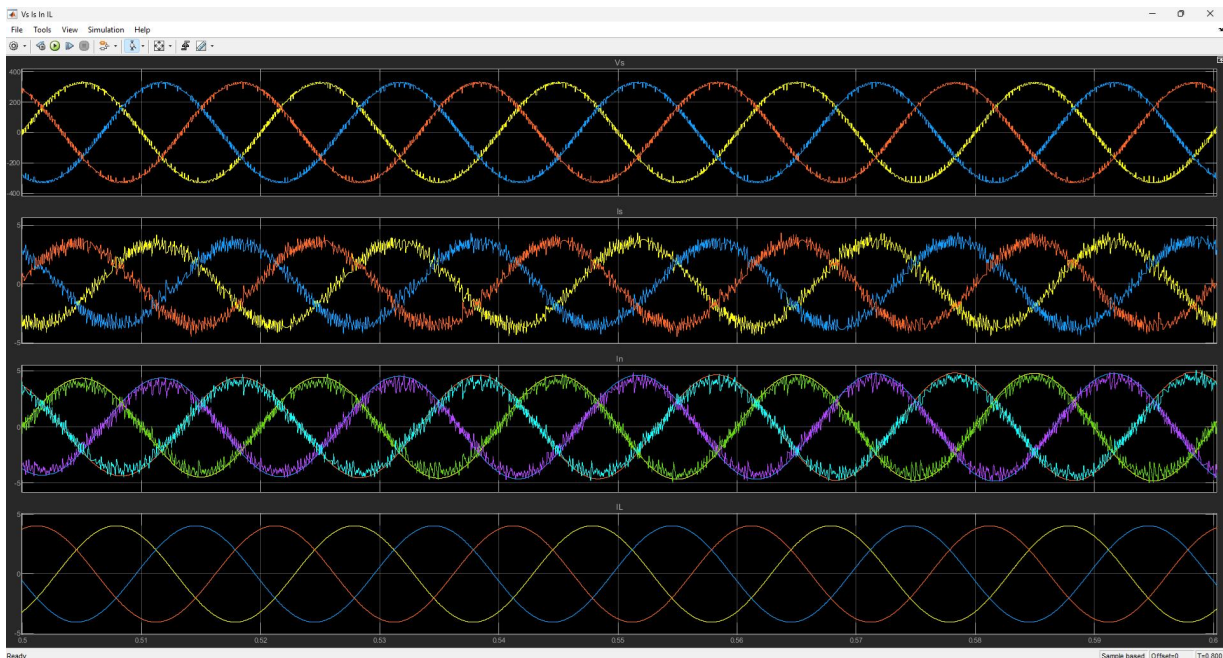 Vs Is In IL
File Tools View Simulation Help
Vs
400
200
0
-200
-400
Is
5
0
-5
In
5
0
-5
IL
5
0
-5
0.5 0.51 0.52 0.53 0.54 0.55 0.56 0.57 0.58 0.59 0.6
Ready Sample based Offset=0 T=0.800